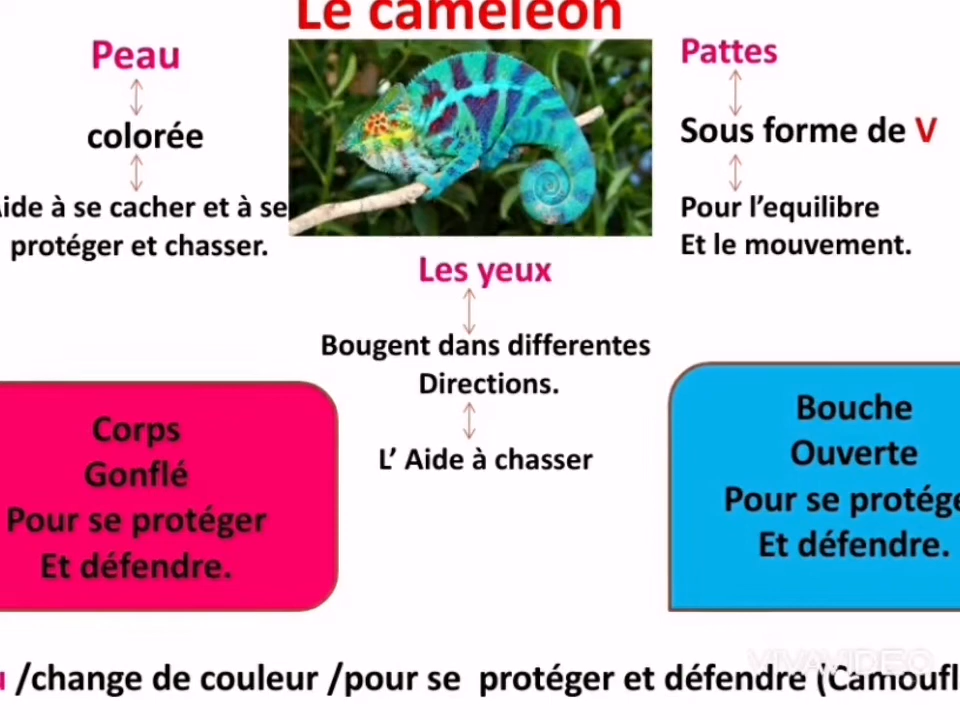 Le caméléon
Peau
colorée
Aide à se cacher et à se
protéger et chasser.
Pattes
Sous forme de V
Pour l’equilibre
Et le mouvement.
Les yeux
Bougent dans differentes
Directions.
L’ Aide à chasser
Corps
Gonflé
Pour se protéger
Et défendre.
Bouche
Ouverte
Pour se protége
Et défendre.
/change de couleur /pour se protéger et défendre (Camoufl
VIVAVIDEO